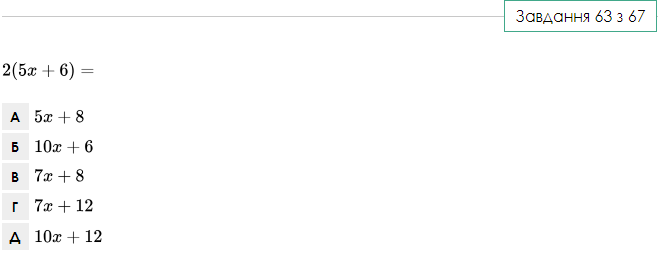 Завдання 63 з 67
2(5x + 6) =
А 5x + 8
Б 10x + 6
В 7x + 8
Г 7x + 12
Д 10x + 12